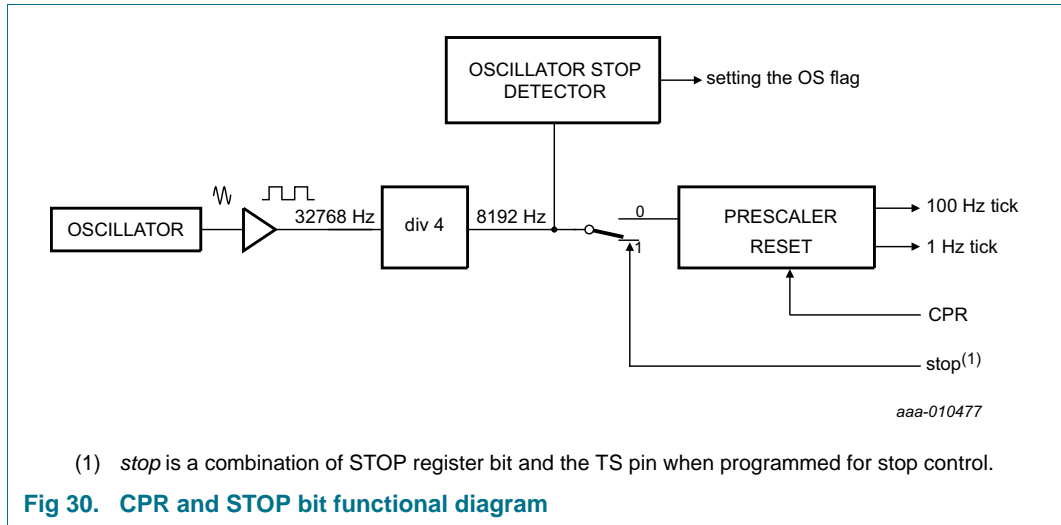 OSCILLATOR STOP
DETECTOR
setting the OS flag
OSCILLATOR
32768 Hz
div 4
8192 Hz
0
1
PRESCALER
RESET
100 Hz tick
1 Hz tick
CPR
stop(1)
aaa-010477
(1) stop is a combination of STOP register bit and the TS pin when programmed for stop control.
Fig 30. CPR and STOP bit functional diagram